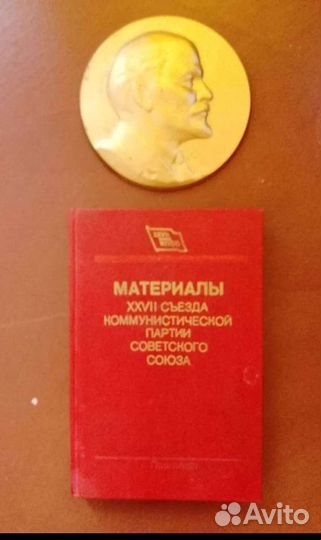 МАТЕРИАЛЫ
XXVII СЪЕЗДА
КОММУНИСТИЧЕСКОЙ
ПАРТИИ
СОВЕТСКОГО
СОЮЗА
Avito